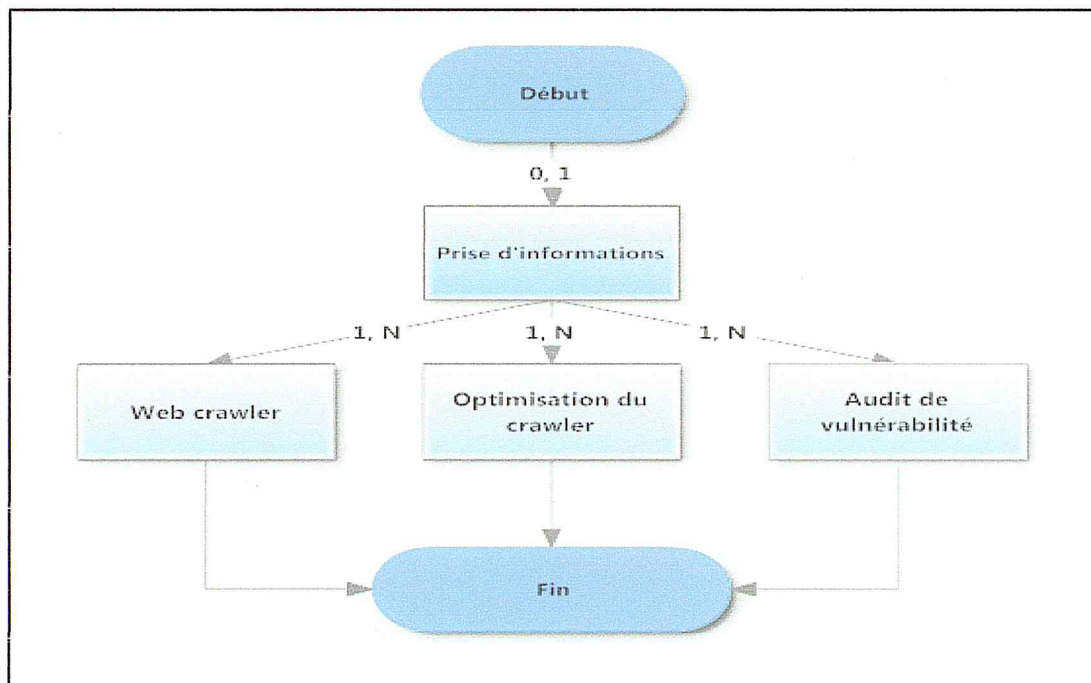 Début
0, 1
Prise d'informations
1, N
1, N
1, N
Web crawler
Optimisation du
crawler
Audit de
vulnérabilité
Fin